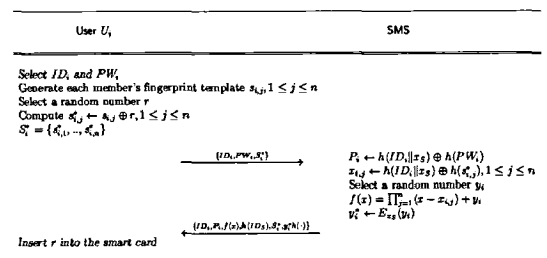 User U_i SMS
Select ID_i and PW_i
Generate each member's fingerprint template s_{i,j}, 1 ≤ j ≤ n
Select a random number r
Compute s*_{i,j} ← s_{i,j} ⊕ r, 1 ≤ j ≤ n
S*_i = {s*_{i,1}, .., s*_{i,n}}
{ID_i, PW_i, S*_i}
P_i ← h(ID_i||x_S) ⊕ h(PW_i)
x_{i,j} ← h(ID_i||x_S) ⊕ h(s*_{i,j}), 1 ≤ j ≤ n
Select a random number y_i
f(x) = ∏^n_{j=1}(x − x_{i,j}) + y_i
y*_i ← E_{x_S}(y_i)
{ID_i, P_i, f(x), h(ID_S), S*_i, y*_i h(·)}
Insert r into the smart card